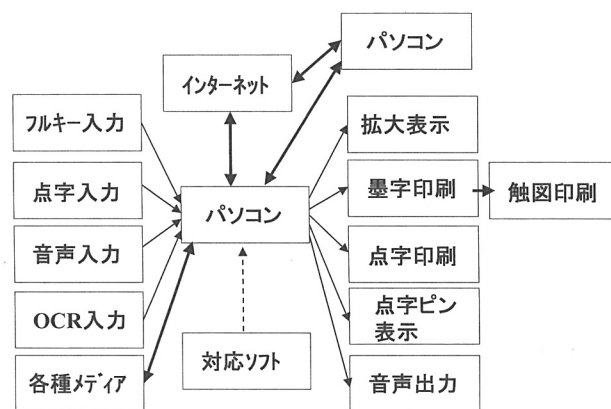 パソコン
インターネット
フルキー入力
拡大表示
点字入力
パソコン
墨字印刷
触図印刷
音声入力
点字印刷
OCR入力
点字ピン
表示
対応ソフト
各種メディア
音声出力